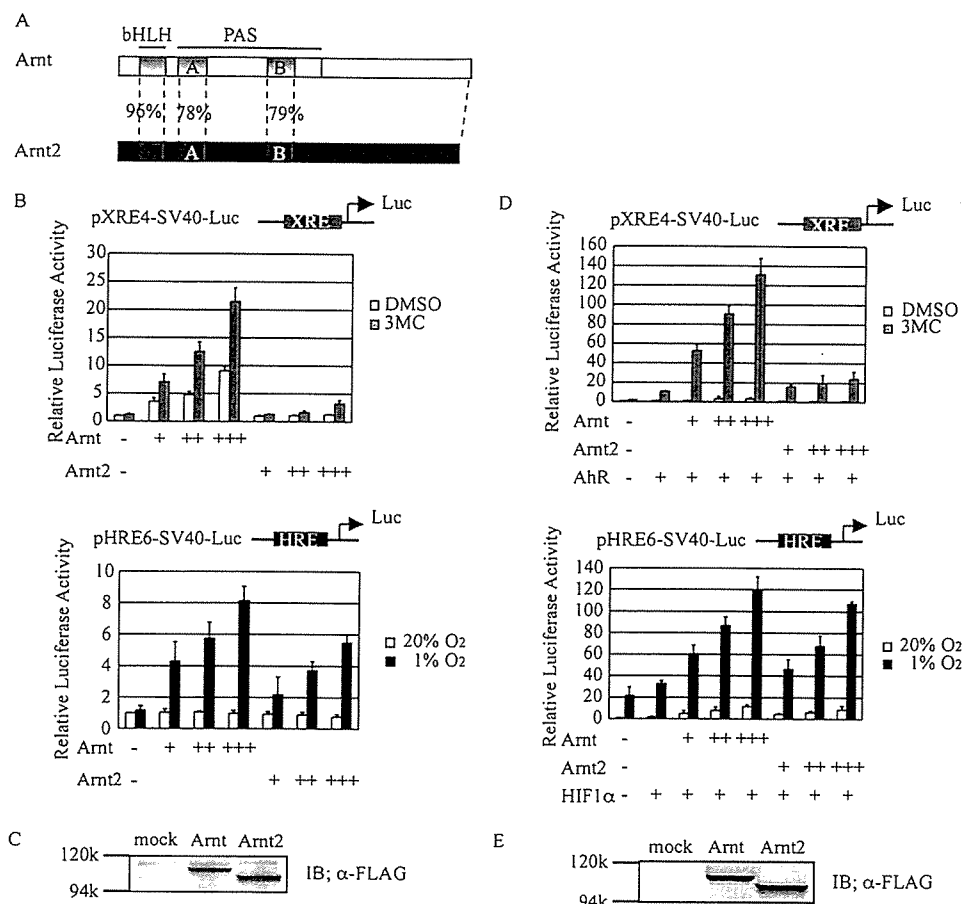 A
bHLH PAS
Arnt
A B
96% 78% 79%
Arnt2
A B
B
pXRE4-SV40-Luc
XRE
Luc
Relative Luciferase Activity
30
25
20
15
10
5
0
DMSO
3MC
Arnt - + ++ +++
Arnt2 - + ++ +++
pHRE6-SV40-Luc
HRE
Luc
Relative Luciferase Activity
10
8
6
4
2
0
20% O2
1% O2
Arnt - + ++ +++
Arnt2 - + ++ +++
C
mock Arnt Arnt2
120k
94k
IB; α-FLAG
D
pXRE4-SV40-Luc
XRE
Luc
Relative Luciferase Activity
160
140
120
100
80
60
40
20
0
DMSO
3MC
Arnt - + ++ +++
Arnt2 - + ++ +++
AhR - + + + + + + +
pHRE6-SV40-Luc
HRE
Luc
Relative Luciferase Activity
140
120
100
80
60
40
20
0
20% O2
1% O2
Arnt - + ++ +++
Arnt2 - + ++ +++
HIF1α - + + + + + + +
E
mock Arnt Arnt2
120k
94k
IB; α-FLAG